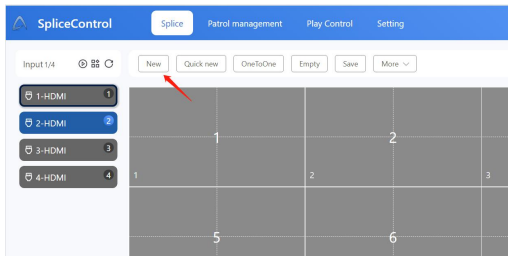 SpliceControl Splice Patrol management Play Control Setting
Input 1/4 New Quick new OneToOne Empty Save More
1-HDMI 1
2-HDMI 2
3-HDMI 3
4-HDMI 4
1 2
1 2 3
5 6